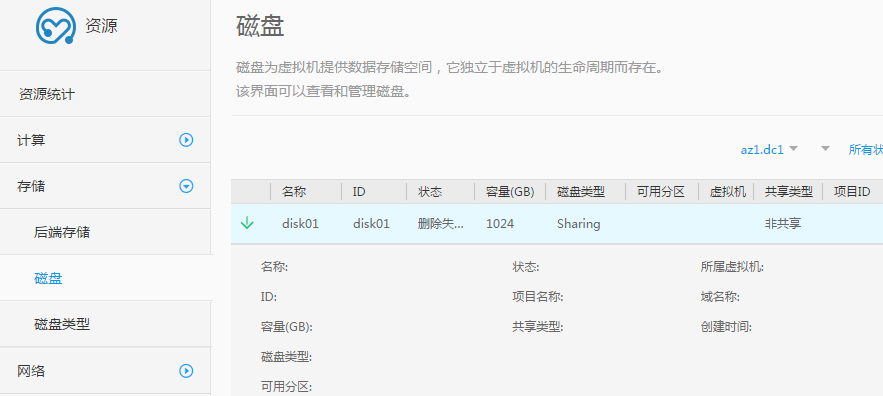 资源
资源统计
计算
存储
后端存储
磁盘
磁盘类型
网络
磁盘
磁盘为虚拟机提供数据存储空间，它独立于虚拟机的生命周期而存在。
该界面可以查看和管理磁盘。
az1.dc1 所有状
名称 ID 状态 容量(GB) 磁盘类型 可用分区 虚拟机 共享类型 项目ID
disk01 disk01 删除失... 1024 Sharing 非共享
名称: 状态: 所属虚拟机:
ID: 项目名称: 域名称:
容量(GB): 共享类型: 创建时间:
磁盘类型:
可用分区: